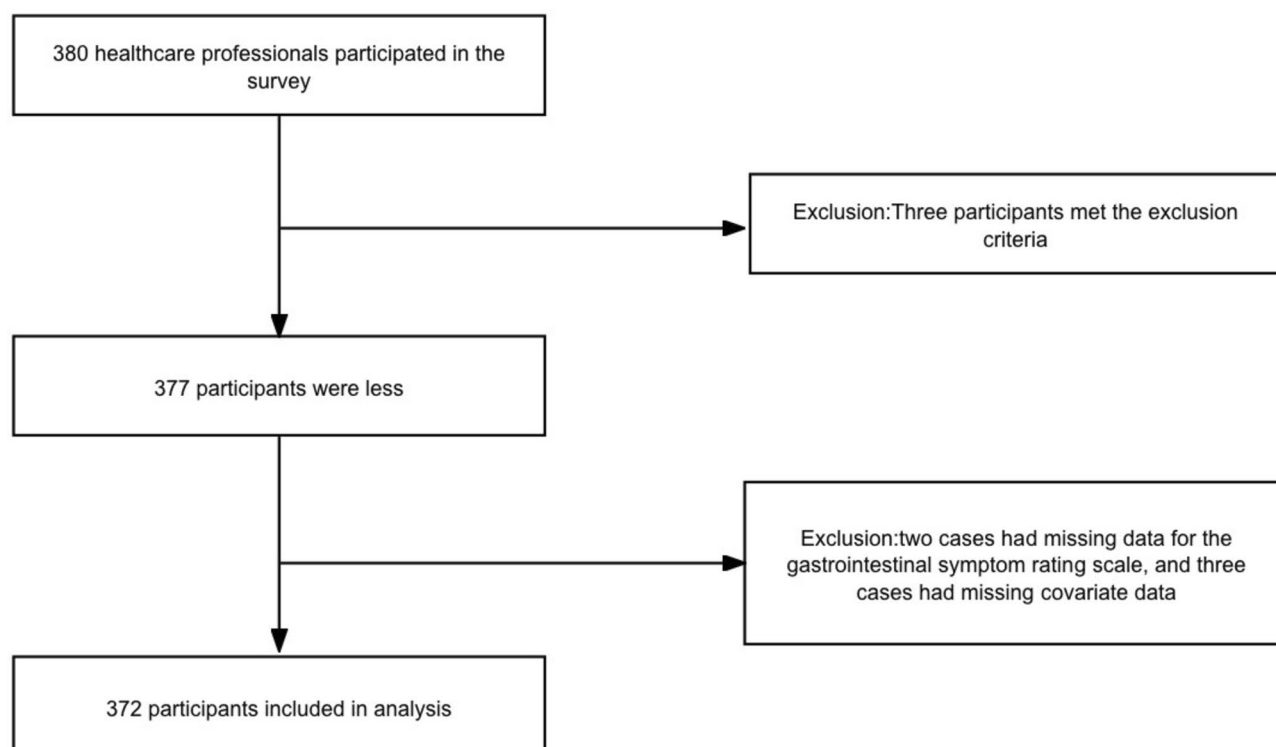 380 healthcare professionals participated in the
survey
Exclusion:Three participants met the exclusion
criteria
377 participants were less
Exclusion:two cases had missing data for the
gastrointestinal symptom rating scale, and three
cases had missing covariate data
372 participants included in analysis